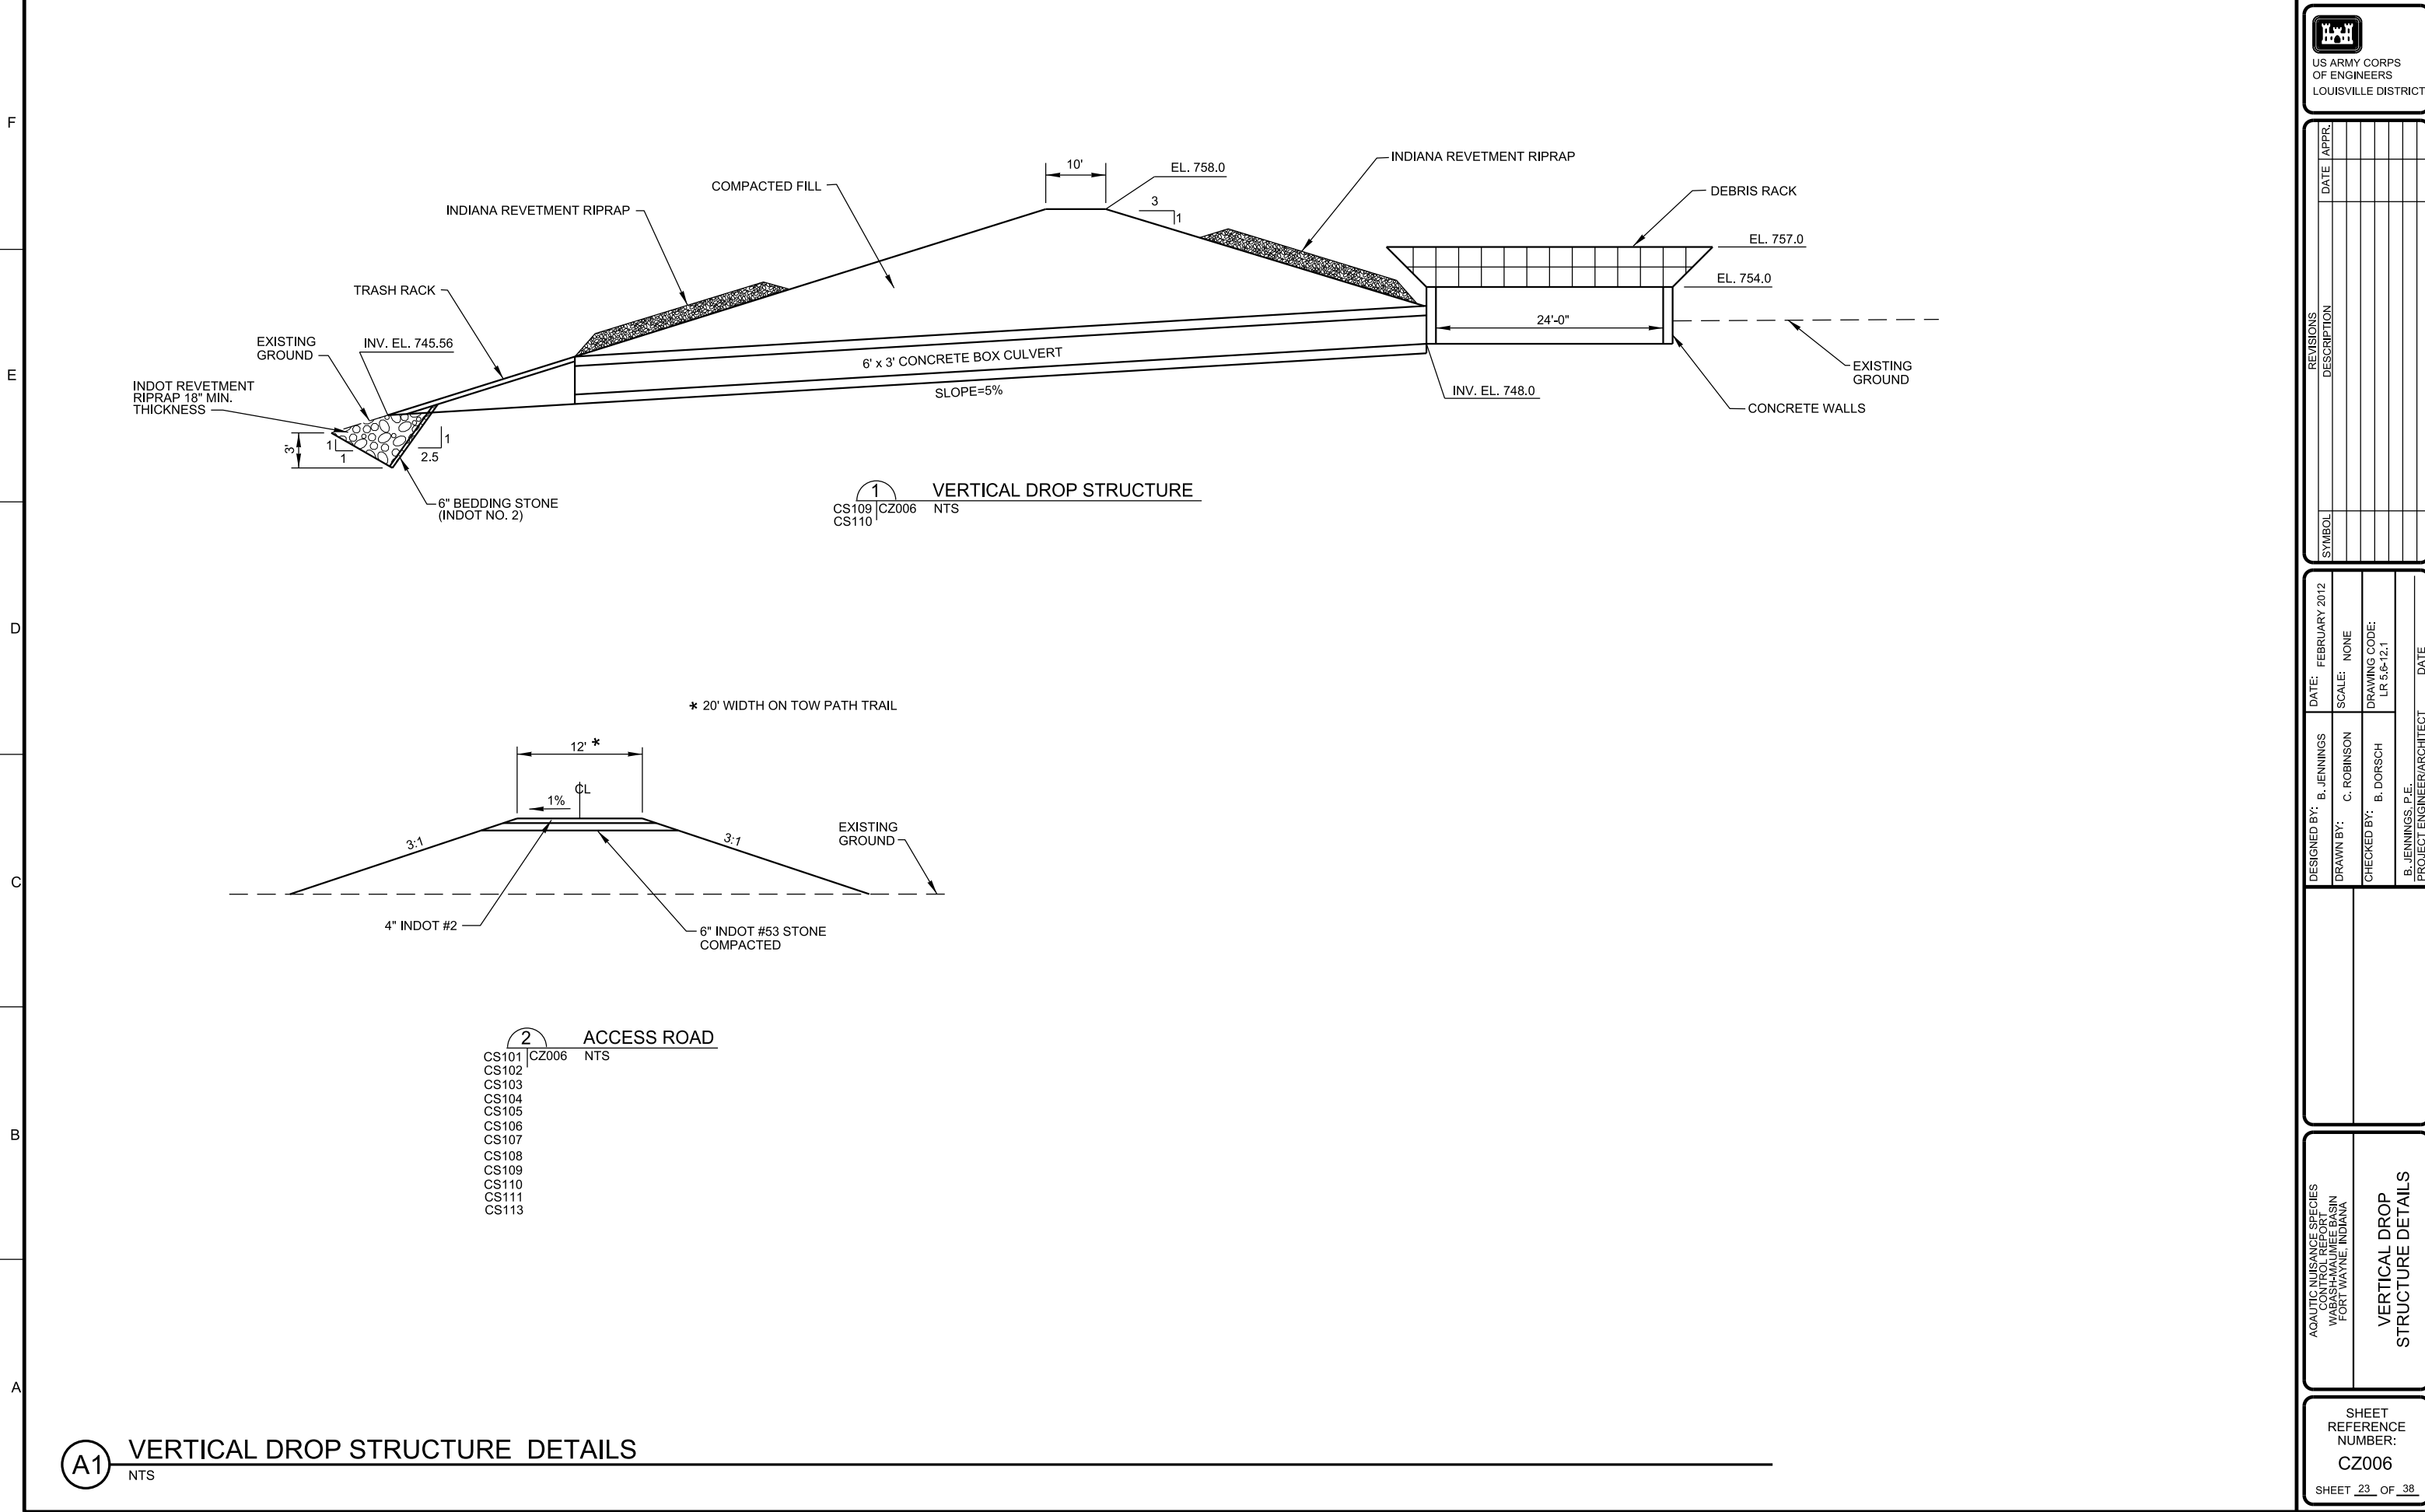 F
E
D
C
B
A
INDIANA REVETMENT RIPRAP
COMPACTED FILL
10'
EL. 758.0
3
1
INDIANA REVETMENT RIPRAP
DEBRIS RACK
EL. 757.0
EL. 754.0
24'-0"
TRASH RACK
EXISTING
GROUND
INV. EL. 745.56
INDOT REVETMENT
RIPRAP 18" MIN.
THICKNESS
6' x 3' CONCRETE BOX CULVERT
SLOPE=5%
INV. EL. 748.0
EXISTING
GROUND
CONCRETE WALLS
3'
1
1
1
2.5
6" BEDDING STONE
(INDOT NO. 2)
1
VERTICAL DROP STRUCTURE
CS109
CZ006
NTS
CS110
* 20' WIDTH ON TOW PATH TRAIL
12' *
CL
1%
3:1
3:1
EXISTING
GROUND
4" INDOT #2
6" INDOT #53 STONE
COMPACTED
2
ACCESS ROAD
CS101
CZ006
NTS
CS102
CS103
CS104
CS105
CS106
CS107
CS108
CS109
CS110
CS111
CS113
A1
VERTICAL DROP STRUCTURE DETAILS
NTS
US ARMY CORPS
OF ENGINEERS
LOUISVILLE DISTRICT
REVISIONS
SYMBOL
DESCRIPTION
DATE
APPR.
DESIGNED BY:
B. JENNINGS
DATE:
FEBRUARY 2012
DRAWN BY:
C. ROBINSON
SCALE:
NONE
CHECKED BY:
B. DORSCH
DRAWING CODE:
LR 5.6-12.1
B. JENNINGS, P.E.
PROJECT ENGINEER/ARCHITECT
DATE
AQAUTIC NUISANCE SPECIES
CONTROL REPORT
WABASH-MAUMEE BASIN
FORT WAYNE, INDIANA
VERTICAL DROP
STRUCTURE DETAILS
SHEET
REFERENCE
NUMBER:
CZ006
SHEET 23 OF 38